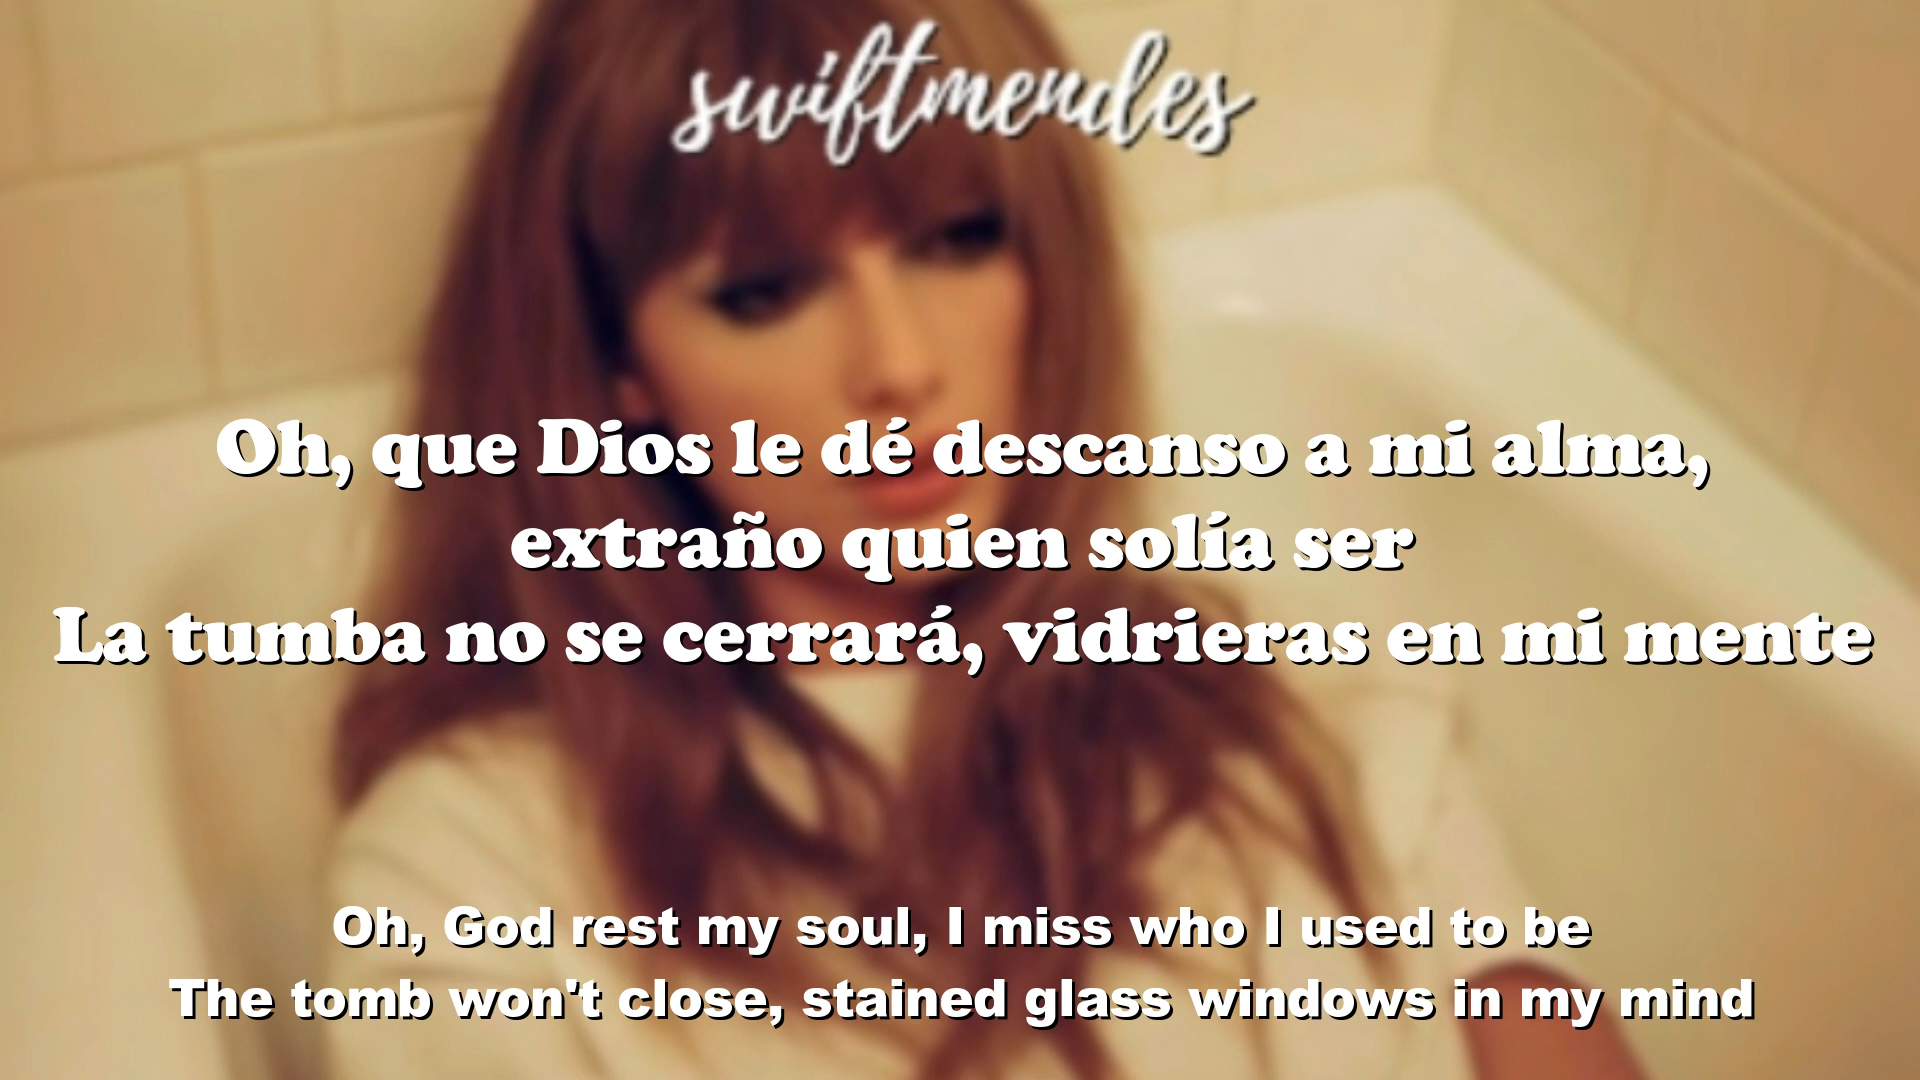 swiftmendes
Oh, que Dios le dé descanso a mi alma,
extraño quien solía ser
La tumba no se cerrará, vidrieras en mi mente
Oh, God rest my soul, I miss who I used to be
The tomb won't close, stained glass windows in my mind